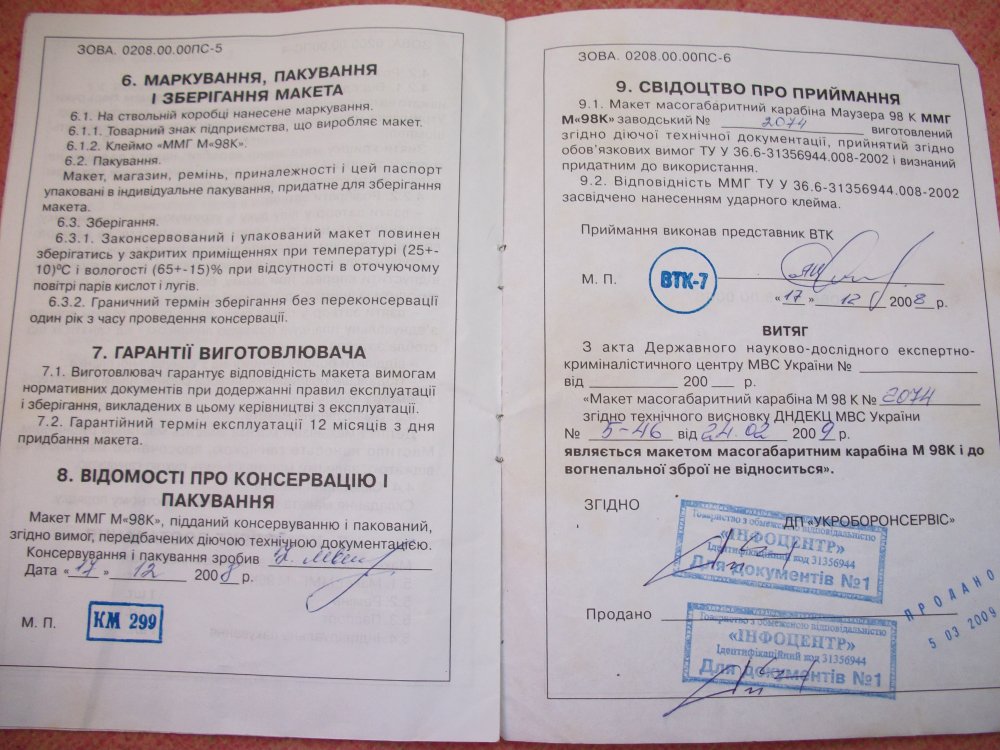 ЗОВА. 0208.00.00ПС-5
6. МАРКУВАННЯ, ПАКУВАННЯ
І ЗБЕРІГАННЯ МАКЕТА
6.1. На ствольній коробці нанесене маркування.
6.1.1. Товарний знак підприємства, що виробляє макет.
6.1.2. Клеймо «ММГ М«98К».
6.2. Пакування.
Макет, магазин, ремінь, приналежності і цей паспорт
упаковані в індивідуальне пакування, придатне для зберігання
макета.
6.3. Зберігання.
6.3.1. Законсервований і упакований макет повинен
зберігатись у закритих приміщеннях при температурі (25+-
10)ºС і вологості (65+-15)% при відсутності в оточуючому
повітрі парів кислот і лугів.
6.3.2. Граничний термін зберігання без переконсервації
один рік з часу проведення консервації.
7. ГАРАНТІЇ ВИГОТОВЛЮВАЧА
7.1. Виготовлювач гарантує відповідність макета вимогам
нормативних документів при додержанні правил експлуатації
і зберігання, викладених в цьому керівництві з експлуатації.
7.2. Гарантійний термін експлуатації 12 місяців з дня
придбання макета.
8. ВІДОМОСТІ ПРО КОНСЕРВАЦІЮ І
ПАКУВАННЯ
Макет ММГ М«98К», підданий консервуванню і пакований,
згідно вимог, передбачених діючою технічною документацією.
Консервування і пакування зробив
Дата «17» 12 2008 р.
М. П. КМ 299
ЗОВА. 0208.00.00ПС-6
9. СВІДОЦТВО ПРО ПРИЙМАННЯ
9.1. Макет масогабаритний карабіна Маузера 98 К ММГ
М«98К» заводський № 2074 виготовлений
згідно діючої технічної документації, прийнятий згідно
обов'язкових вимог ТУ У 36.6-31356944.008-2002 і визнаний
придатним до використання.
9.2. Відповідність ММГ ТУ У 36.6-31356944.008-2002
засвідчено нанесенням ударного клейма.
Приймання виконав представник ВТК
М. П. ВТК-7
«17» 12 2008 р.
ВИТЯГ
З акта Державного науково-дослідного експертно-
криміналістичного центру МВС України №
від 200 р.
«Макет масогабаритний карабіна М 98 К № 2074
згідно технічного висновку ДНДЕКЦ МВС України
№ 5-46 від 24.02 2009 р.
являється макетом масогабаритним карабіна М 98К і до
вогнепальної зброї не відноситься».
ЗГІДНО
ДП «УКРОБОРОНСЕРВІС»
Товариство з обмеженою відповідальністю
«ІНФОЦЕНТР»
Ідентифікаційний код 31356944
Для документів №1
Продано
ПРОДАНО
5 03 2009
Товариство з обмеженою відповідальністю
«ІНФОЦЕНТР»
Ідентифікаційний код 31356944
Для документів №1